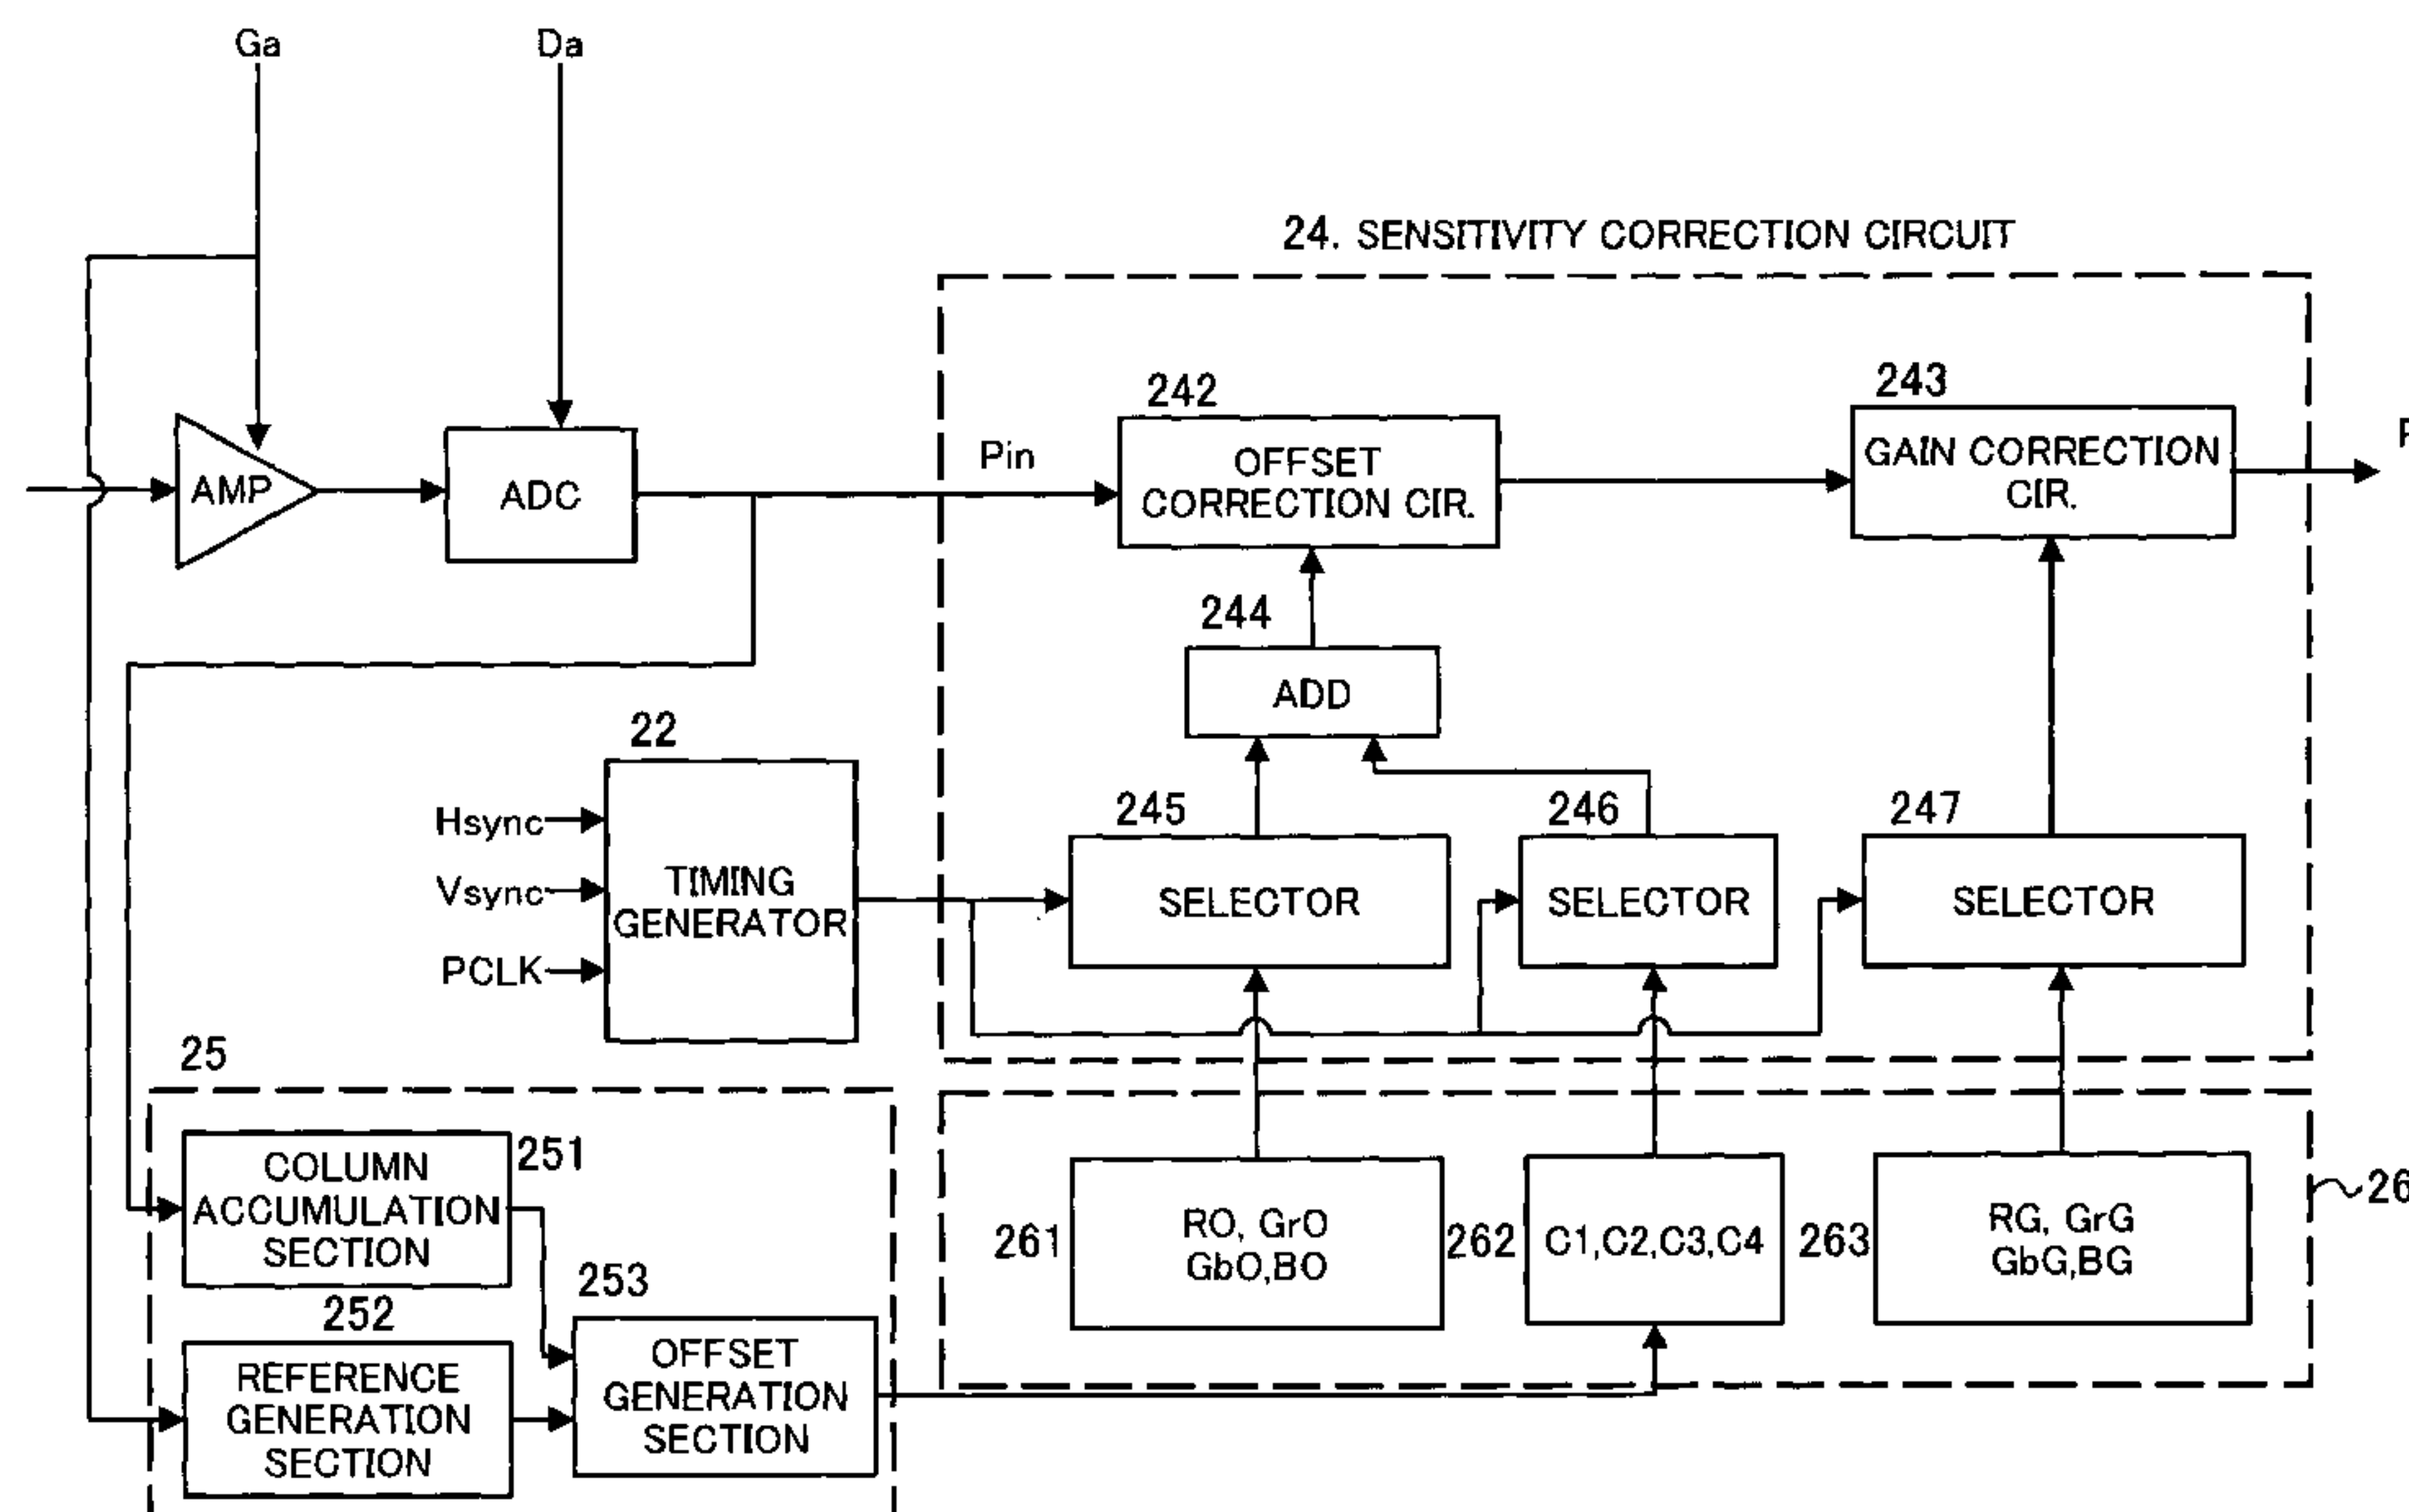 Ga
Da
24. SENSITIVITY CORRECTION CIRCUIT
242
243
Pin
OFFSET
CORRECTION CIR.
GAIN CORRECTION
CIR.
P
AMP
ADC
244
ADD
22
Hsync
Vsync
PCLK
TIMING
GENERATOR
245
SELECTOR
246
SELECTOR
247
SELECTOR
25
COLUMN
ACCUMULATION
SECTION
251
252
REFERENCE
GENERATION
SECTION
253
OFFSET
GENERATION
SECTION
261
RO, GrO
GbO,BO
262
C1,C2,C3,C4
263
RG, GrG
GbG,BG
26